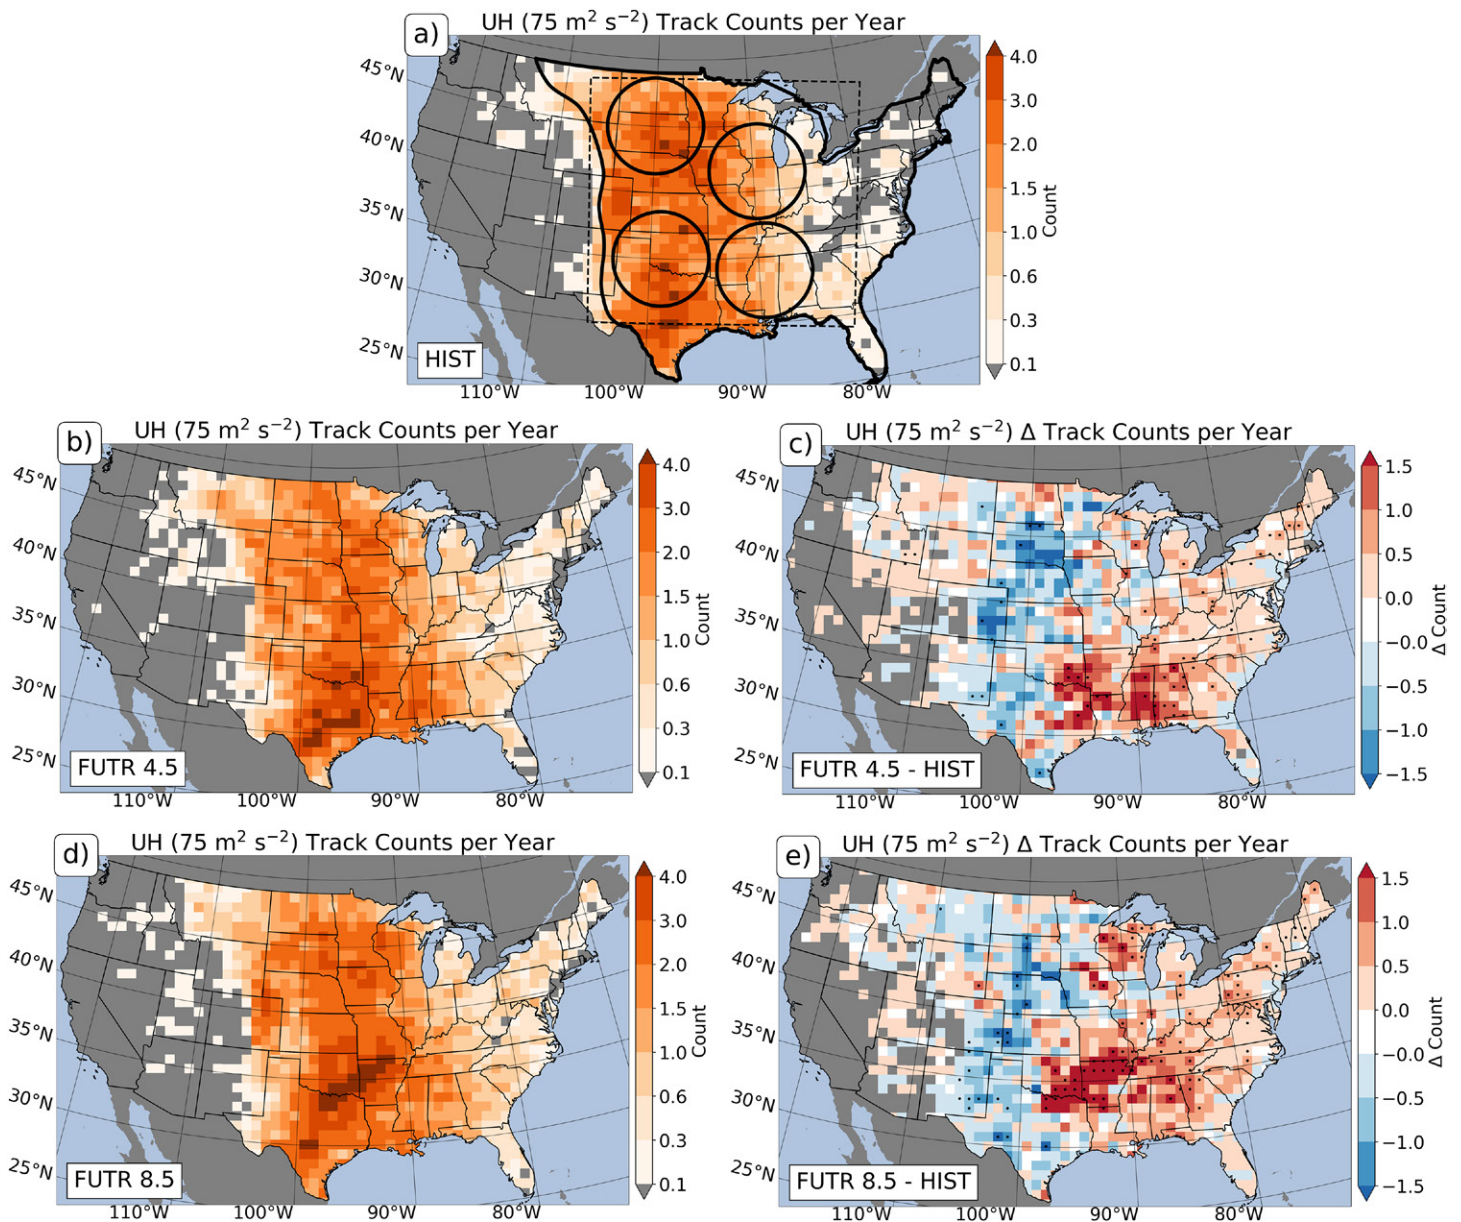 a)
UH (75 m² s⁻²) Track Counts per Year
45°N
40°N
35°N
30°N
25°N
110°W
100°W
90°W
80°W
HIST
4.0
3.0
2.0
1.5
1.0
0.6
0.3
0.1
Count
b)
UH (75 m² s⁻²) Track Counts per Year
45°N
40°N
35°N
30°N
25°N
110°W
100°W
90°W
80°W
FUTR 4.5
4.0
3.0
2.0
1.5
1.0
0.6
0.3
0.1
Count
c)
UH (75 m² s⁻²) Δ Track Counts per Year
45°N
40°N
35°N
30°N
25°N
110°W
100°W
90°W
80°W
FUTR 4.5 - HIST
1.5
1.0
0.5
0.0
−0.0
−0.5
−1.0
−1.5
Δ Count
d)
UH (75 m² s⁻²) Track Counts per Year
45°N
40°N
35°N
30°N
25°N
110°W
100°W
90°W
80°W
FUTR 8.5
4.0
3.0
2.0
1.5
1.0
0.6
0.3
0.1
Count
e)
UH (75 m² s⁻²) Δ Track Counts per Year
45°N
40°N
35°N
30°N
25°N
110°W
100°W
90°W
80°W
FUTR 8.5 - HIST
1.5
1.0
0.5
0.0
−0.0
−0.5
−1.0
−1.5
Δ Count